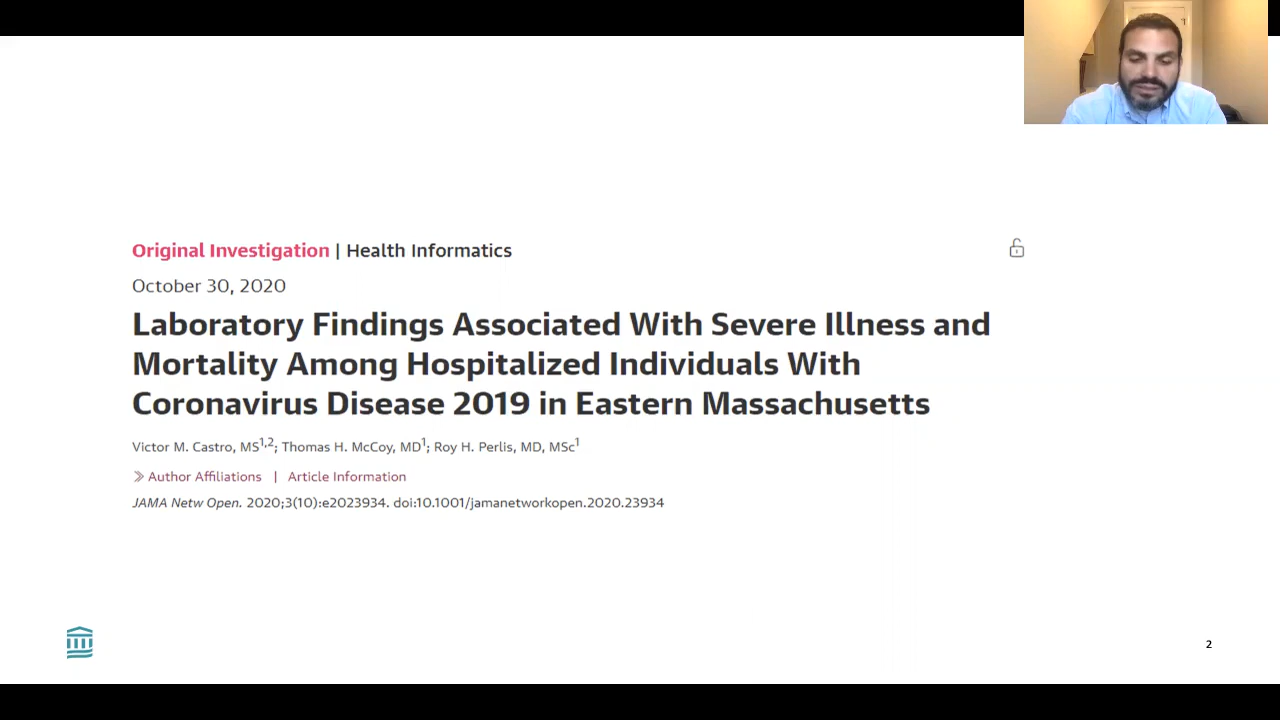 Original Investigation | Health Informatics
October 30, 2020
Laboratory Findings Associated With Severe Illness and
Mortality Among Hospitalized Individuals With
Coronavirus Disease 2019 in Eastern Massachusetts
Victor M. Castro, MS1,2; Thomas H. McCoy, MD1; Roy H. Perlis, MD, MSc1
Author Affiliations | Article Information
JAMA Netw Open. 2020;3(10):e2023934. doi:10.1001/jamanetworkopen.2020.23934
2